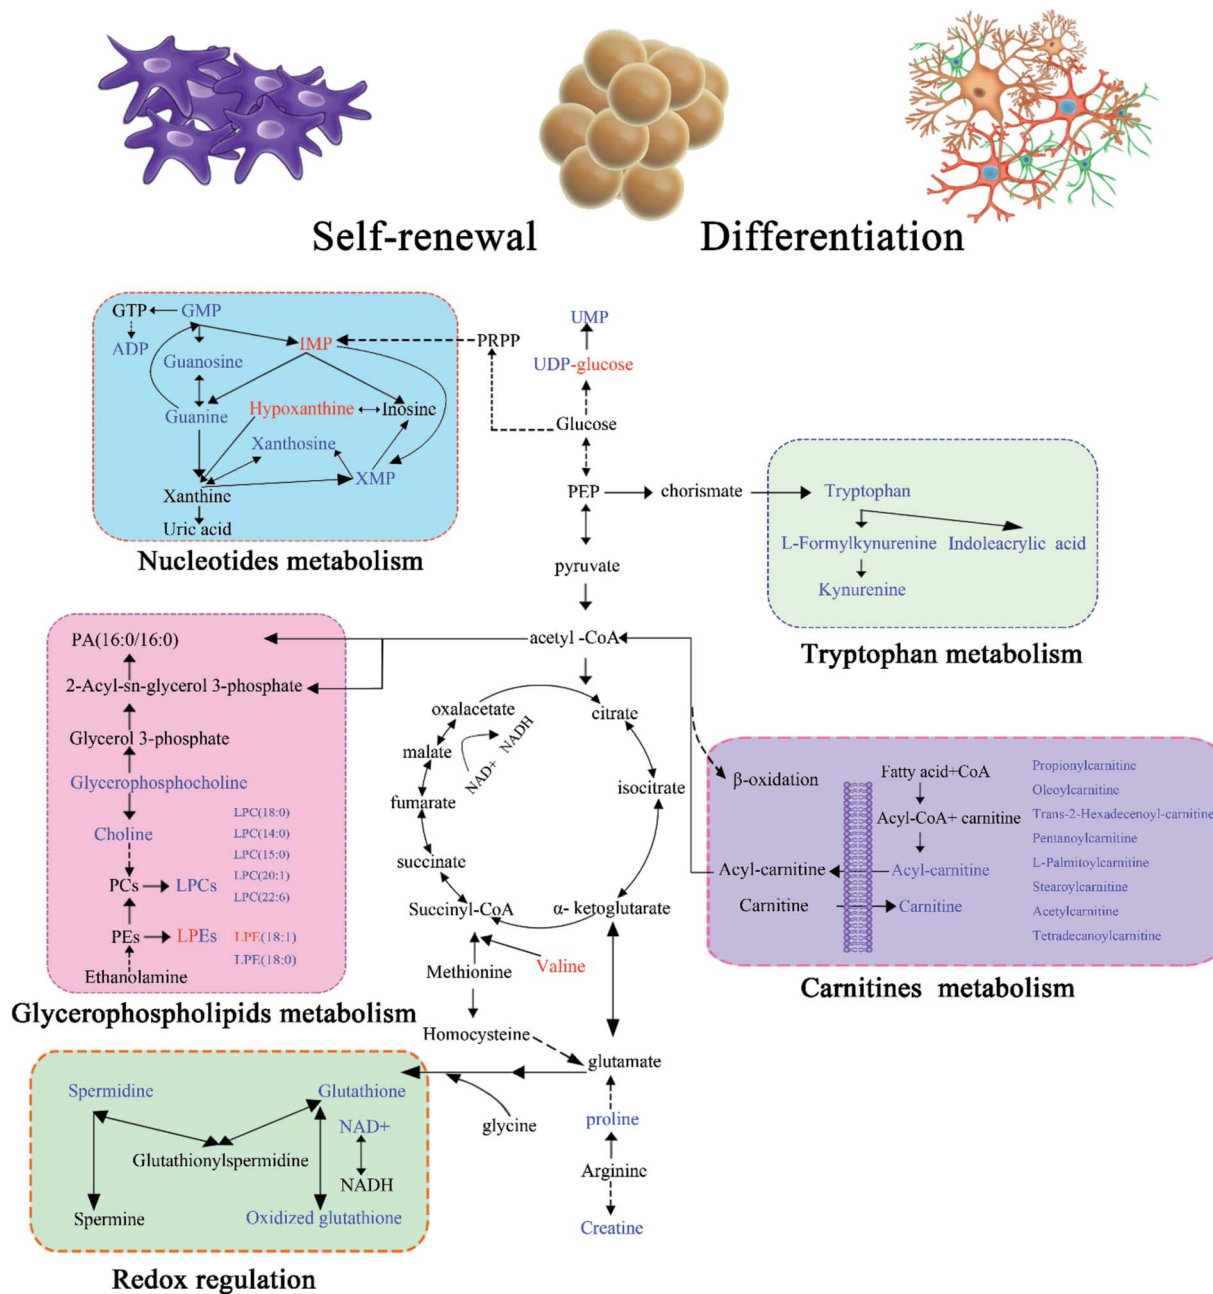 Self-renewal
Differentiation
GTP
GMP
ADP
Guanosine
IMP
Guanine
Hypoxanthine
Inosine
Xanthosine
XMP
Xanthine
Uric acid
Nucleotides metabolism
PRPP
UMP
UDP-glucose
Glucose
PEP
chorismate
pyruvate
acetyl -CoA
Tryptophan
L-Formylkynurenine
Indoleacrylic acid
Kynurenine
Tryptophan metabolism
PA(16:0/16:0)
2-Acyl-sn-glycerol 3-phosphate
Glycerol 3-phosphate
Glycerophosphocholine
Choline
PCs
LPCs
PEs
LPEs
Ethanolamine
LPC(18:0)
LPC(14:0)
LPC(15:0)
LPC(20:1)
LPC(22:6)
LPE(18:1)
LPE(18:0)
Glycerophospholipids metabolism
oxalacetate
citrate
malate
NAD+
NADH
isocitrate
fumarate
succinate
Succinyl-CoA
α- ketoglutarate
Methionine
Valine
Homocysteine
glutamate
glycine
proline
Arginine
Creatine
β-oxidation
Fatty acid+CoA
Acyl-CoA+ carnitine
Acyl-carnitine
Acyl-carnitine
Carnitine
Carnitine
Propionylcarnitine
Oleoylcarnitine
Trans-2-Hexadecenoyl-carnitine
Pentanoylcarnitine
L-Palmitoylcarnitine
Stearoylcarnitine
Acetylcarnitine
Tetradecanoylcarnitine
Carnitines metabolism
Spermidine
Glutathione
NAD+
Glutathionylspermidine
NADH
Spermine
Oxidized glutathione
Redox regulation